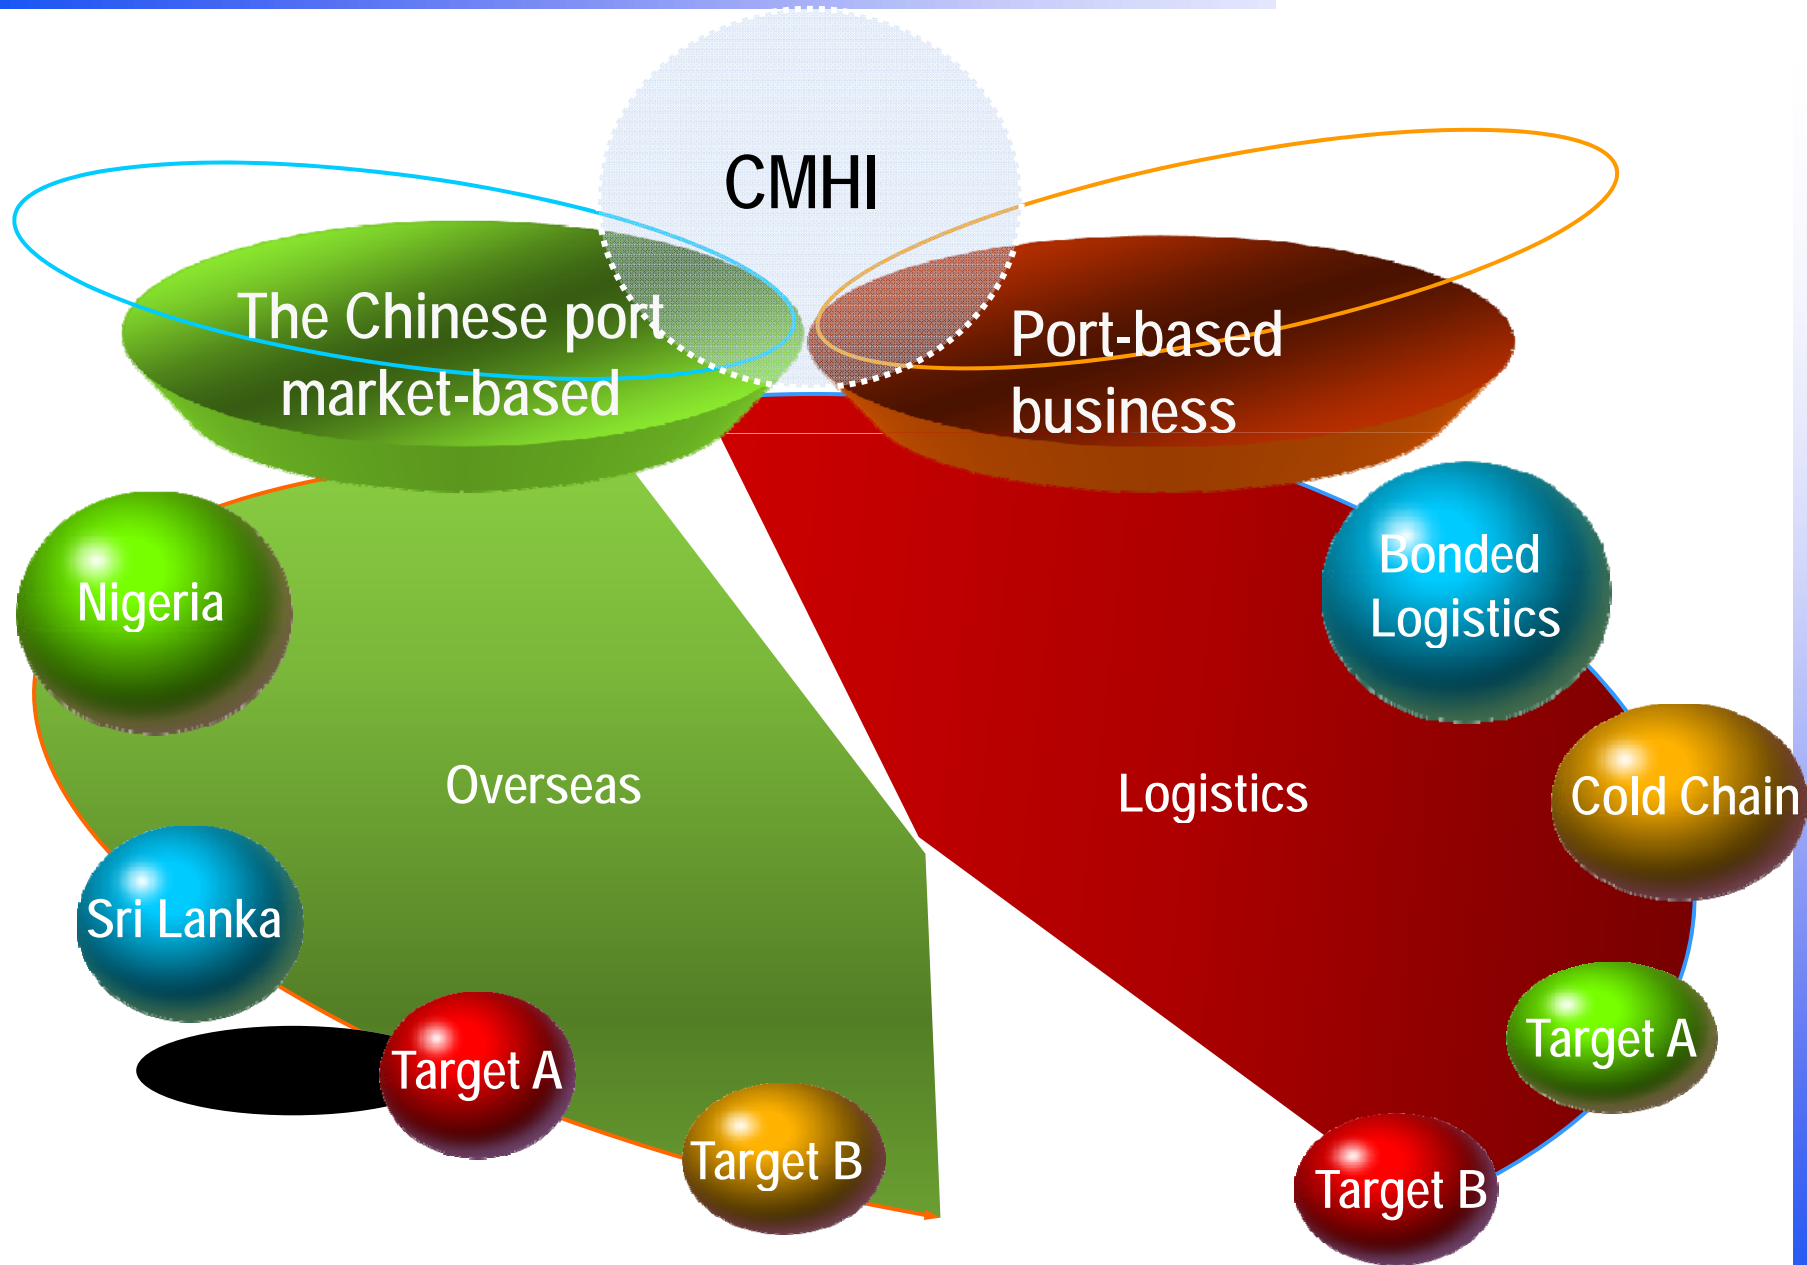 CMHI
The Chinese port
market-based
Port-based
business
Nigeria
Bonded
Logistics
Overseas
Logistics
Cold Chain
Sri Lanka
Target A
Target A
Target B
Target B